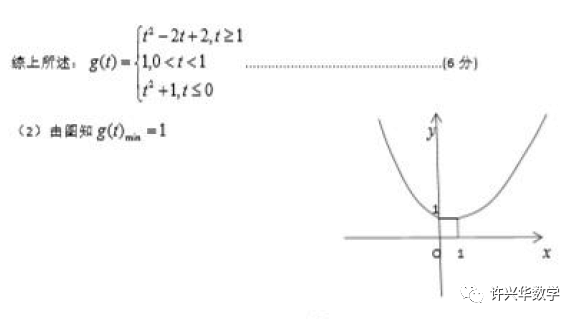 综上所述：g(t)={t²-2t+2,t≥1
1,0<t<1
t²+1,t≤0
……………………………………(6 分)
（2）由图知 g(t)min =1
y
1
O 1 x
许兴华数学